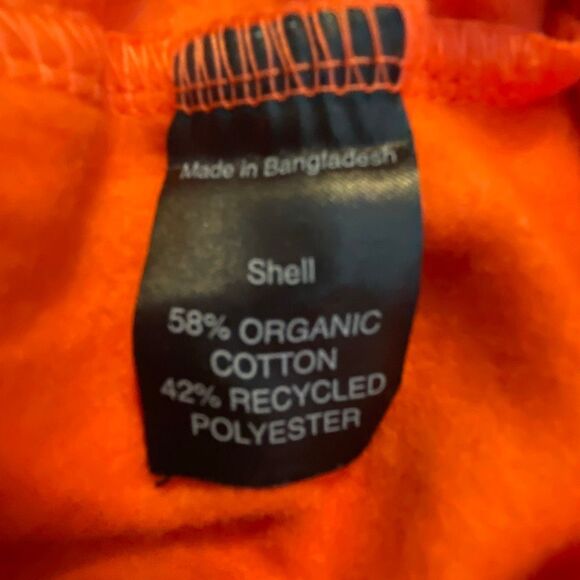 Made in Bangladesh
Shell
58% ORGANIC
COTTON
42% RECYCLED
POLYESTER